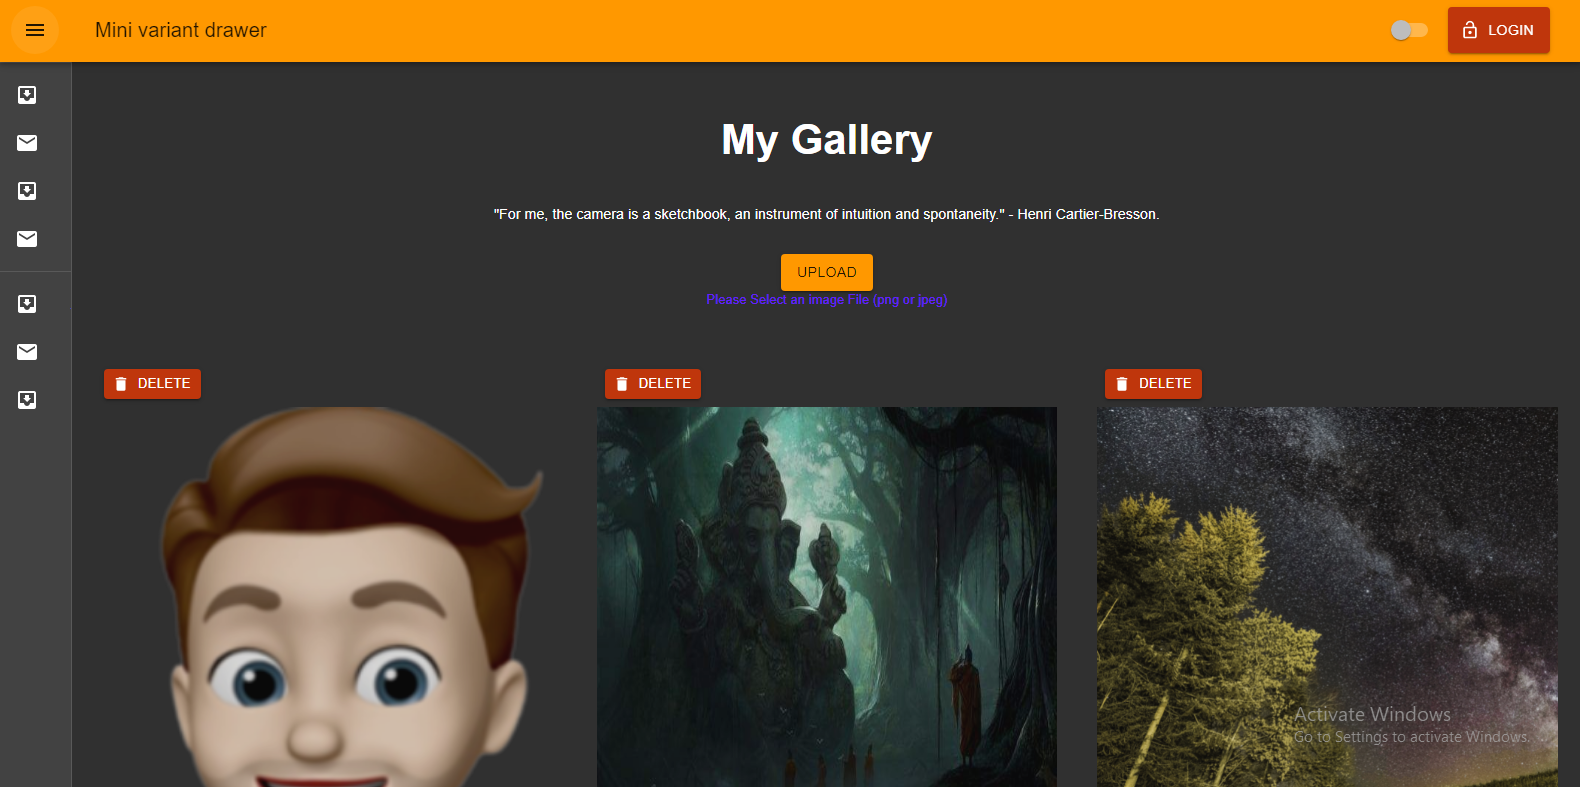 Mini variant drawer
LOGIN
My Gallery
"For me, the camera is a sketchbook, an instrument of intuition and spontaneity." - Henri Cartier-Bresson.
UPLOAD
Please Select an image File (png or jpeg)
DELETE
DELETE
DELETE
Activate Windows
Go to Settings to activate Windows.